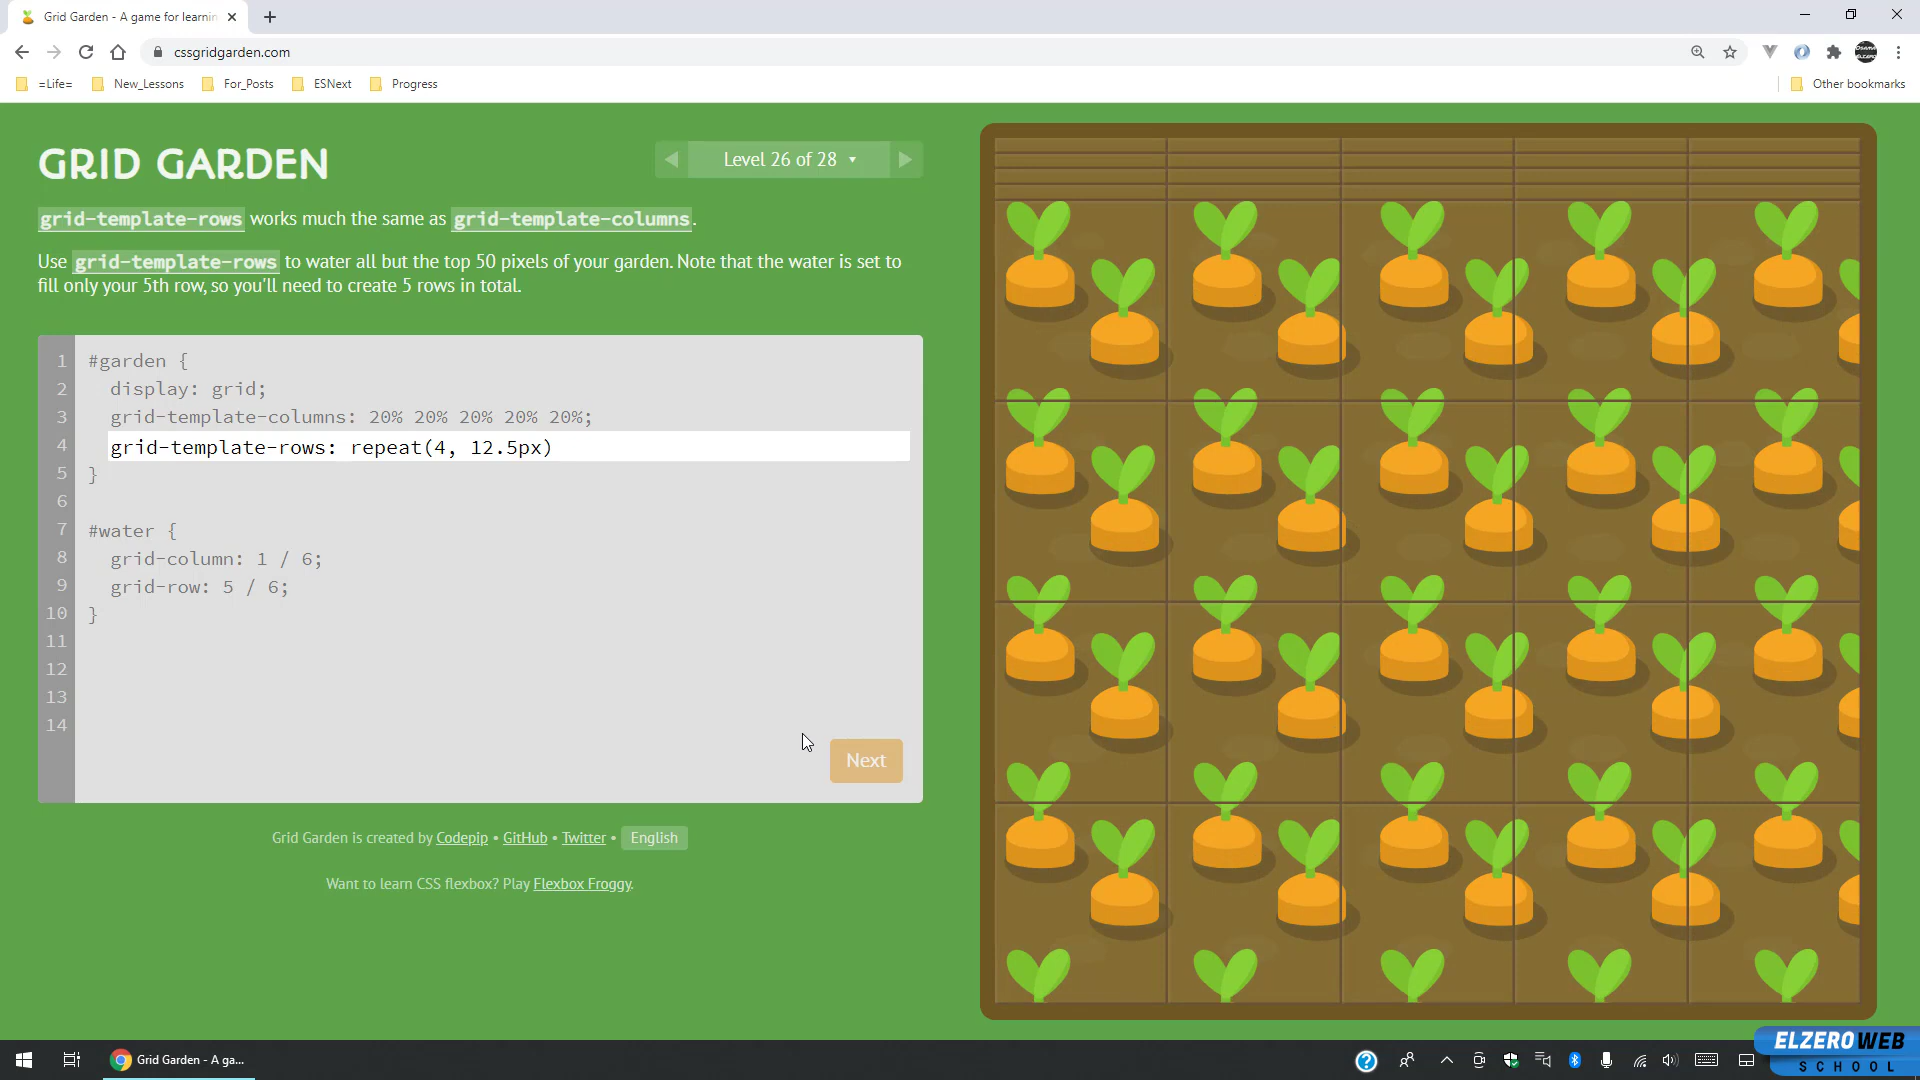 Grid Garden - A game for learnin
cssgridgarden.com
=Life=
New_Lessons
For_Posts
ESNext
Progress
Other bookmarks
GRID GARDEN
Level 26 of 28
grid-template-rows works much the same as grid-template-columns.
Use grid-template-rows to water all but the top 50 pixels of your garden. Note that the water is set to
fill only your 5th row, so you'll need to create 5 rows in total.
1 #garden {
2 display: grid;
3 grid-template-columns: 20% 20% 20% 20% 20%;
4 grid-template-rows: repeat(4, 12.5px)
5 }
6
7 #water {
8 grid-column: 1 / 6;
9 grid-row: 5 / 6;
10 }
11
12
13
14
Next
Grid Garden is created by Codepip • GitHub • Twitter • English
Want to learn CSS flexbox? Play Flexbox Froggy.
Grid Garden - A ga...
ELZERO WEB
SCHOOL